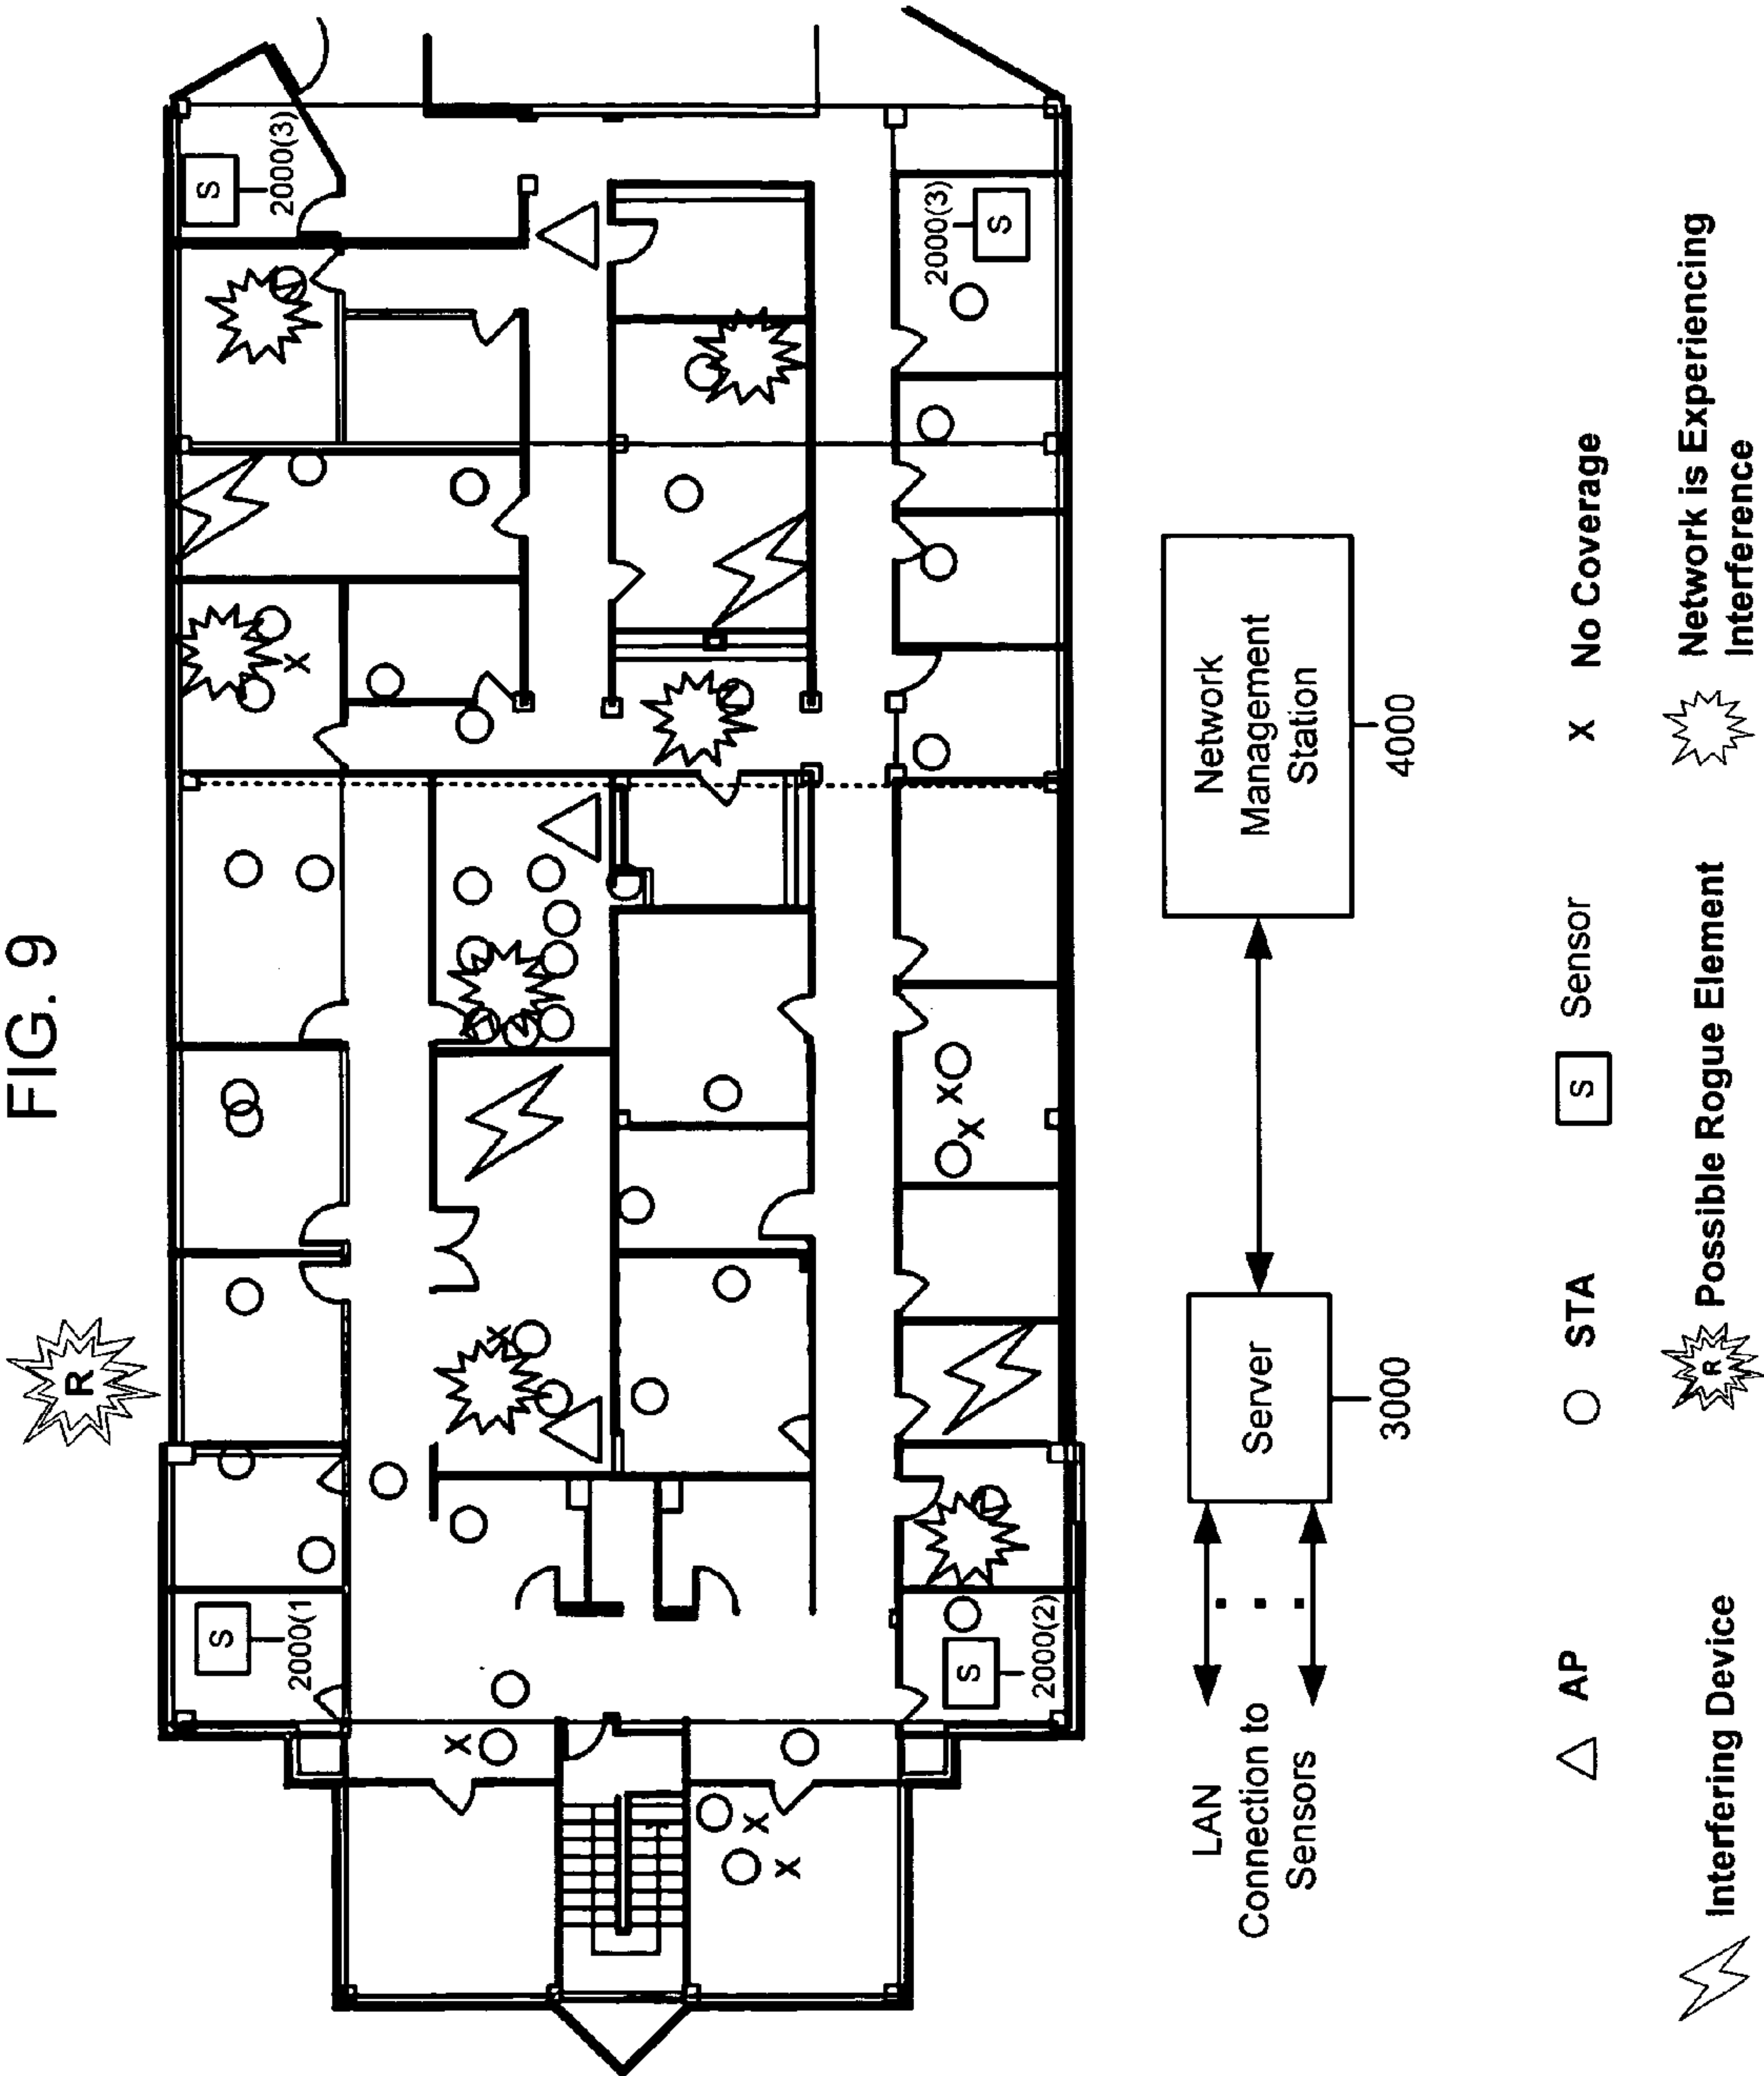 FIG. 9
R
S
S
2000(1
2000(3)
X
X
X
X
X
2000(3)
X
X
S
S
2000(2)
LAN
Connection to
Sensors
Server
3000
Network
Management
Station
4000
AP
STA
S
Sensor
X
No Coverage
Interfering Device
R
Possible Rogue Element
Network is Experiencing
Interference